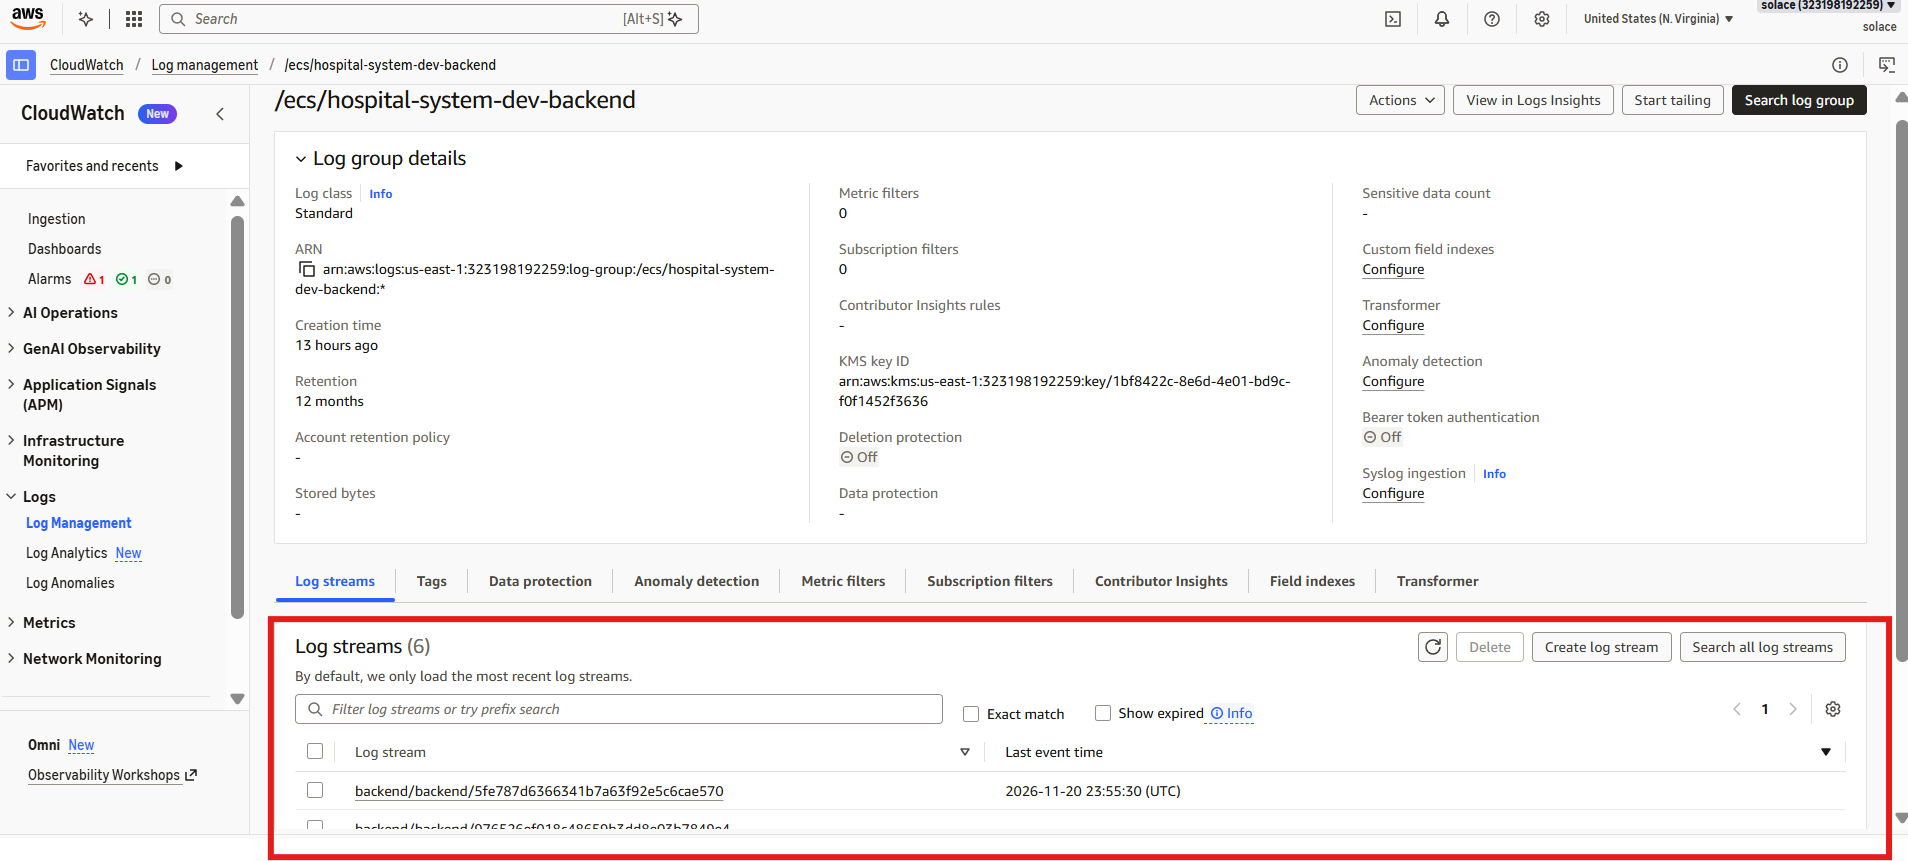 aws
Search
[Alt+S]
United States (N. Virginia)
solace (323198192259)
solace
CloudWatch / Log management / /ecs/hospital-system-dev-backend
CloudWatch New
Favorites and recents
Ingestion
Dashboards
Alarms 1 1 0
AI Operations
GenAI Observability
Application Signals
(APM)
Infrastructure
Monitoring
Logs
Log Management
Log Analytics New
Log Anomalies
Metrics
Network Monitoring
Omni New
Observability Workshops
/ecs/hospital-system-dev-backend
Actions
View in Logs Insights
Start tailing
Search log group
Log group details
Log class Info
Standard
ARN
arn:aws:logs:us-east-1:323198192259:log-group:/ecs/hospital-system-
dev-backend:*
Creation time
13 hours ago
Retention
12 months
Account retention policy
-
Stored bytes
-
Metric filters
0
Subscription filters
0
Contributor Insights rules
-
KMS key ID
arn:aws:kms:us-east-1:323198192259:key/1bf8422c-8e6d-4e01-bd9c-
f0f1452f3636
Deletion protection
Off
Data protection
-
Sensitive data count
-
Custom field indexes
Configure
Transformer
Configure
Anomaly detection
Configure
Bearer token authentication
Off
Syslog ingestion Info
Configure
Log streams
Tags
Data protection
Anomaly detection
Metric filters
Subscription filters
Contributor Insights
Field indexes
Transformer
Log streams (6)
Delete
Create log stream
Search all log streams
By default, we only load the most recent log streams.
Filter log streams or try prefix search
Exact match
Show expired Info
1
Log stream
Last event time
backend/backend/5fe787d6366341b7a63f92e5c6cae570
2026-11-20 23:55:30 (UTC)